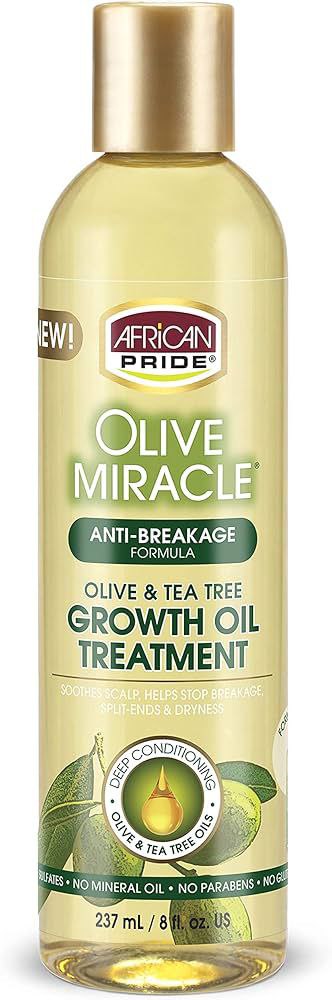 NEW!
AFRICAN
PRIDE®
OLIVE
MIRACLE®
ANTI-BREAKAGE
FORMULA
OLIVE & TEA TREE
GROWTH OIL
TREATMENT
SOOTHES SCALP, HELPS STOP BREAKAGE,
SPLIT-ENDS & DRYNESS
DEEP CONDITIONING
• OLIVE & TEA TREE OILS •
• NO MINERAL OIL • NO PARABENS • NO
237 mL / 8 fl. oz. US